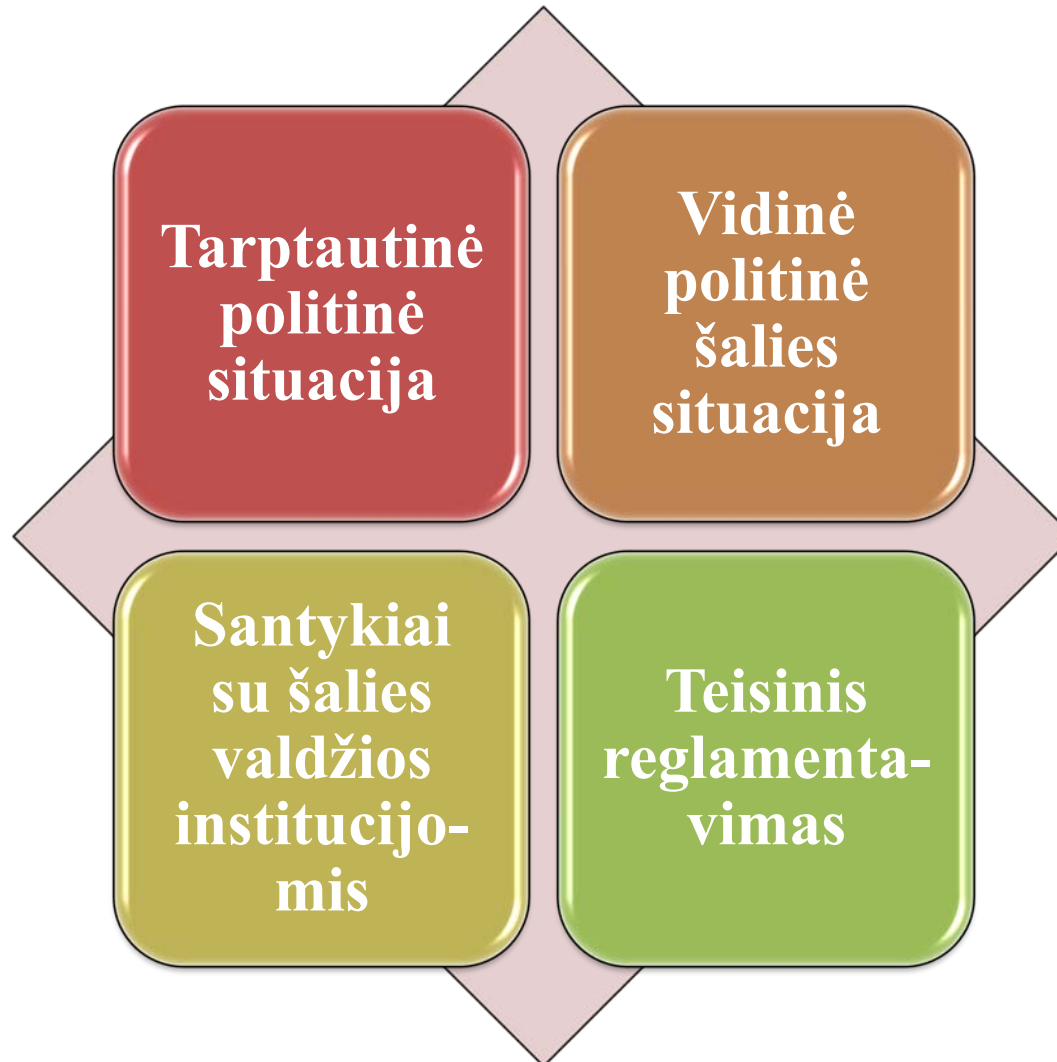 Tarptautinė
politinė
situacija
Vidinė
politinė
šalies
situacija
Santykiai
su šalies
valdžios
institucijo-
mis
Teisinis
reglamenta-
vimas